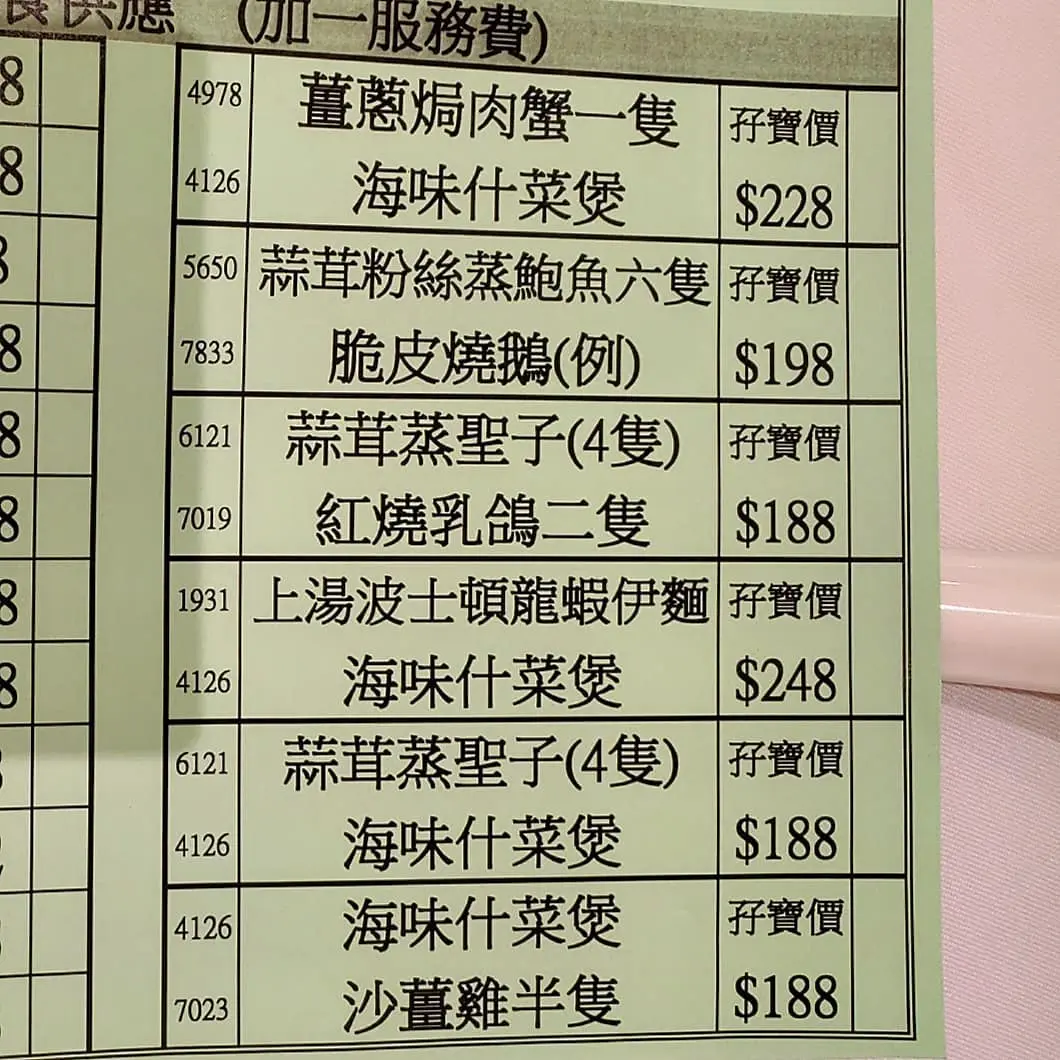 供應 (加一服務費)
4978 薑蔥焗肉蟹一隻 孖寶價
4126 海味什菜煲 $228
5650 蒜茸粉絲蒸鮑魚六隻 孖寶價
7833 脆皮燒鵝(例) $198
6121 蒜茸蒸聖子(4隻) 孖寶價
7019 紅燒乳鴿二隻 $188
1931 上湯波士頓龍蝦伊麵 孖寶價
4126 海味什菜煲 $248
6121 蒜茸蒸聖子(4隻) 孖寶價
4126 海味什菜煲 $188
4126 海味什菜煲 孖寶價
7023 沙薑雞半隻 $188